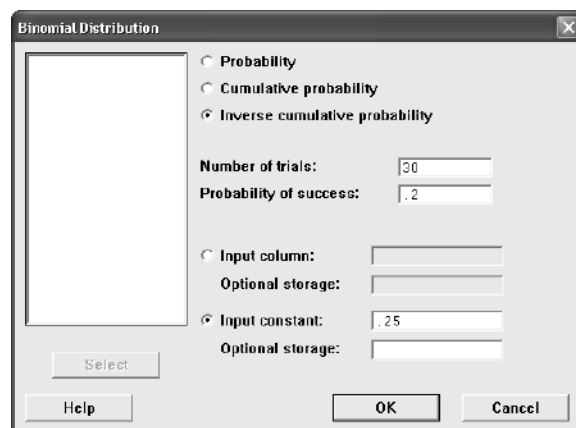 Binomial Distribution
Probability
Cumulative probability
Inverse cumulative probability
Number of trials: 30
Probability of success: .2
Input column:
Optional storage:
Input constant: .25
Optional storage:
Select
Help
OK
Cancel